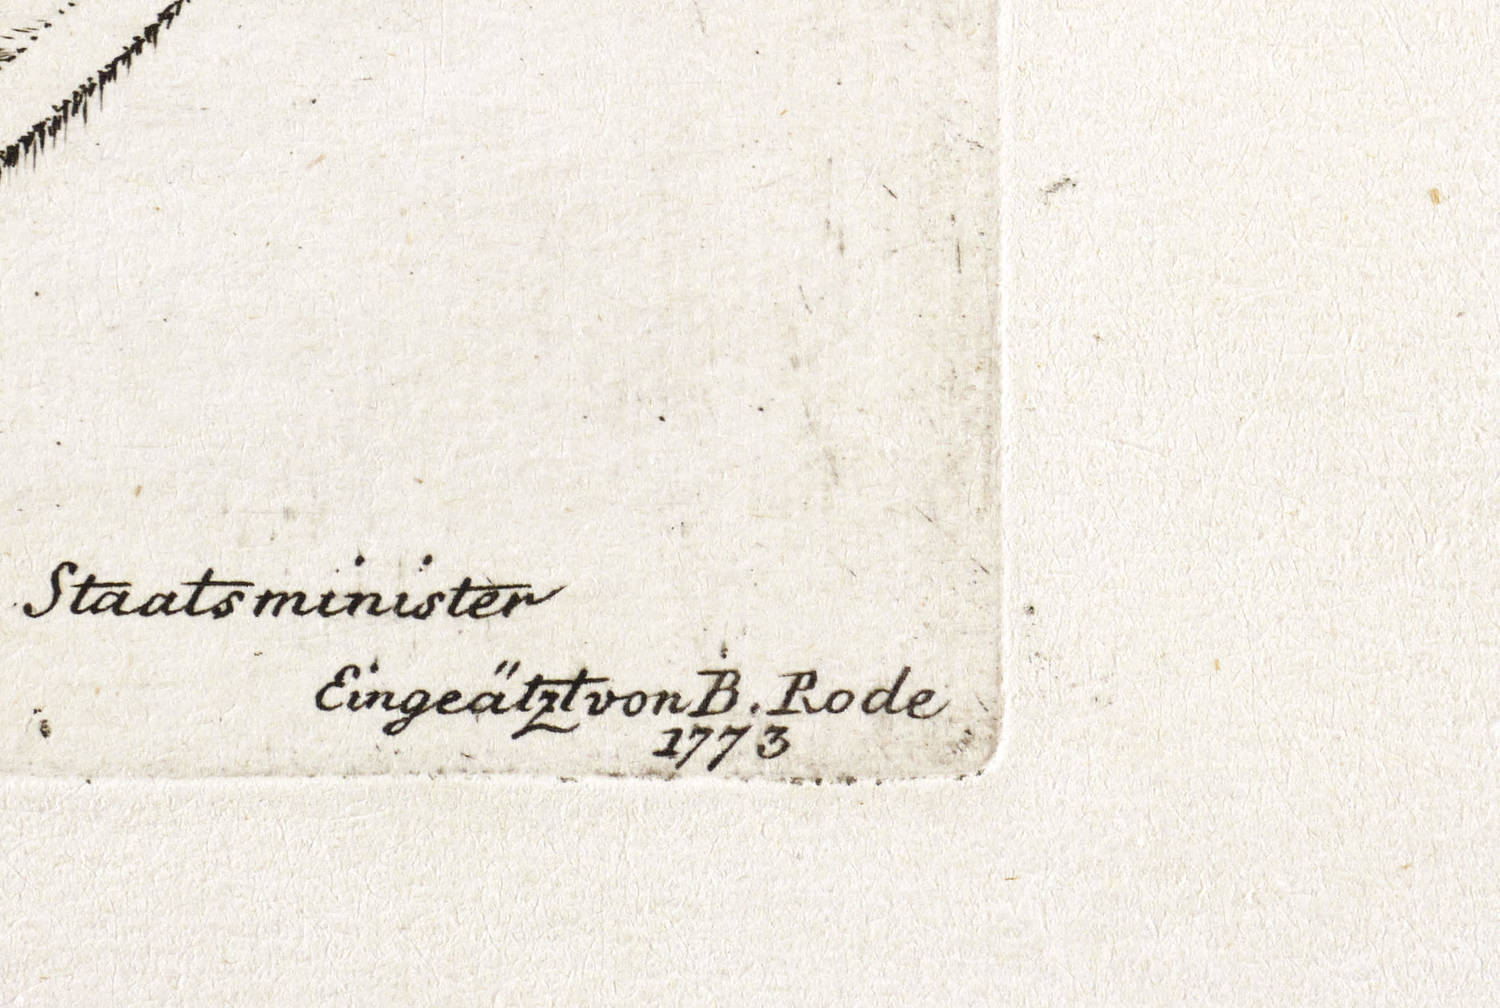 Staatsminister
Eingeätzt von B. Rode
1773